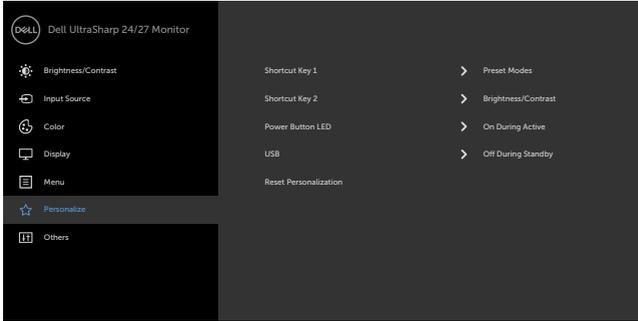 DELL
Dell UltraSharp 24/27 Monitor
Brightness/Contrast
Input Source
Color
Display
Menu
Personalize
Others
Shortcut Key 1 Preset Modes
Shortcut Key 2 Brightness/Contrast
Power Button LED On During Active
USB Off During Standby
Reset Personalization